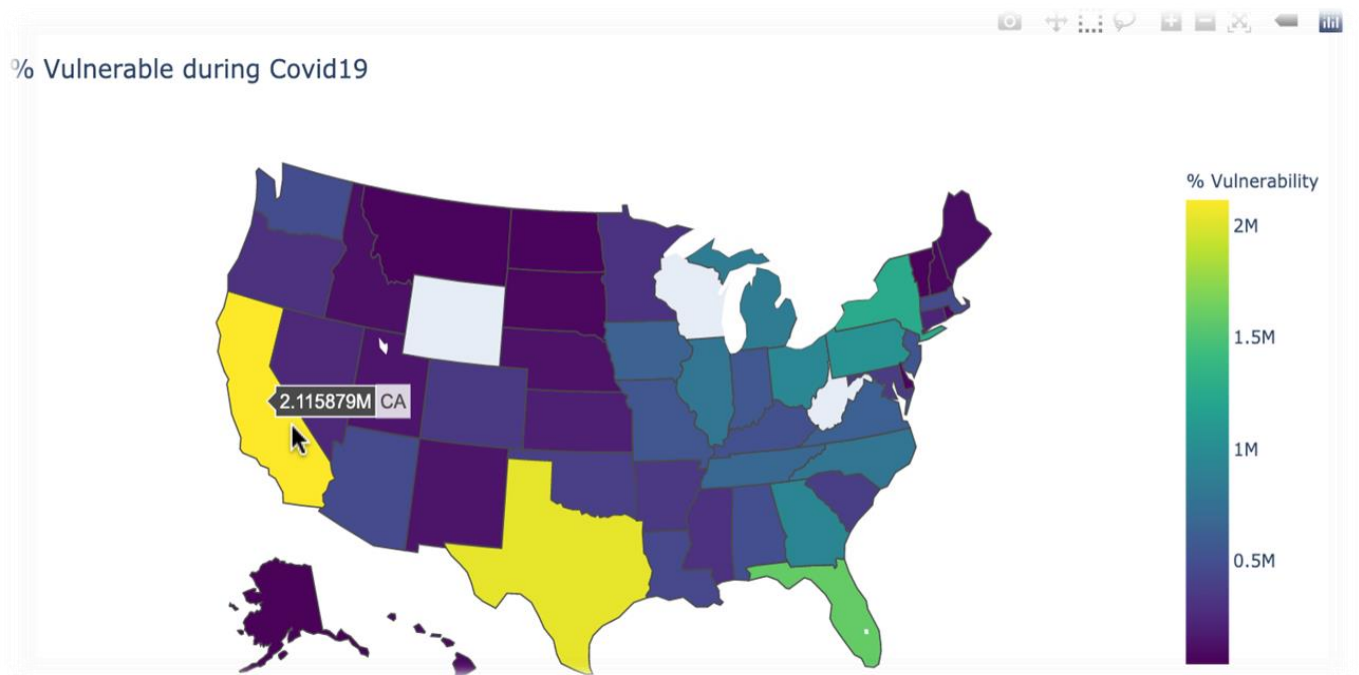 % Vulnerable during Covid19
% Vulnerability
2M
1.5M
1M
0.5M
2.115879M CA